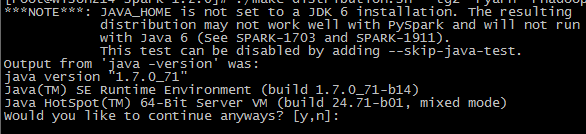 ***NOTE***: JAVA_HOME is not set to a JDK 6 installation. The resulting
distribution may not work well with PySpark and will not run
with Java 6 (See SPARK-1703 and SPARK-1911).
This test can be disabled by adding --skip-java-test.
Output from 'java -version' was:
java version "1.7.0_71"
Java(TM) SE Runtime Environment (build 1.7.0_71-b14)
Java HotSpot(TM) 64-Bit Server VM (build 24.71-b01, mixed mode)
Would you like to continue anyways? [y,n]: